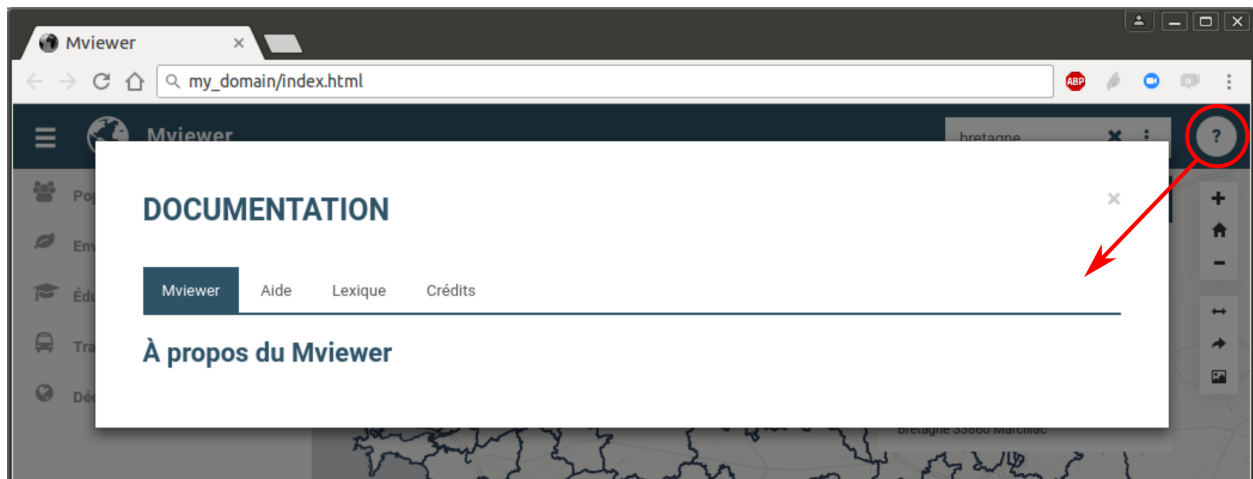 Mviewer
my_domain/index.html
ABP
Mviewer
bretagne
?
DOCUMENTATION
Mviewer Aide Lexique Crédits
À propos du Mviewer
Bretagne 33860 Marcillac